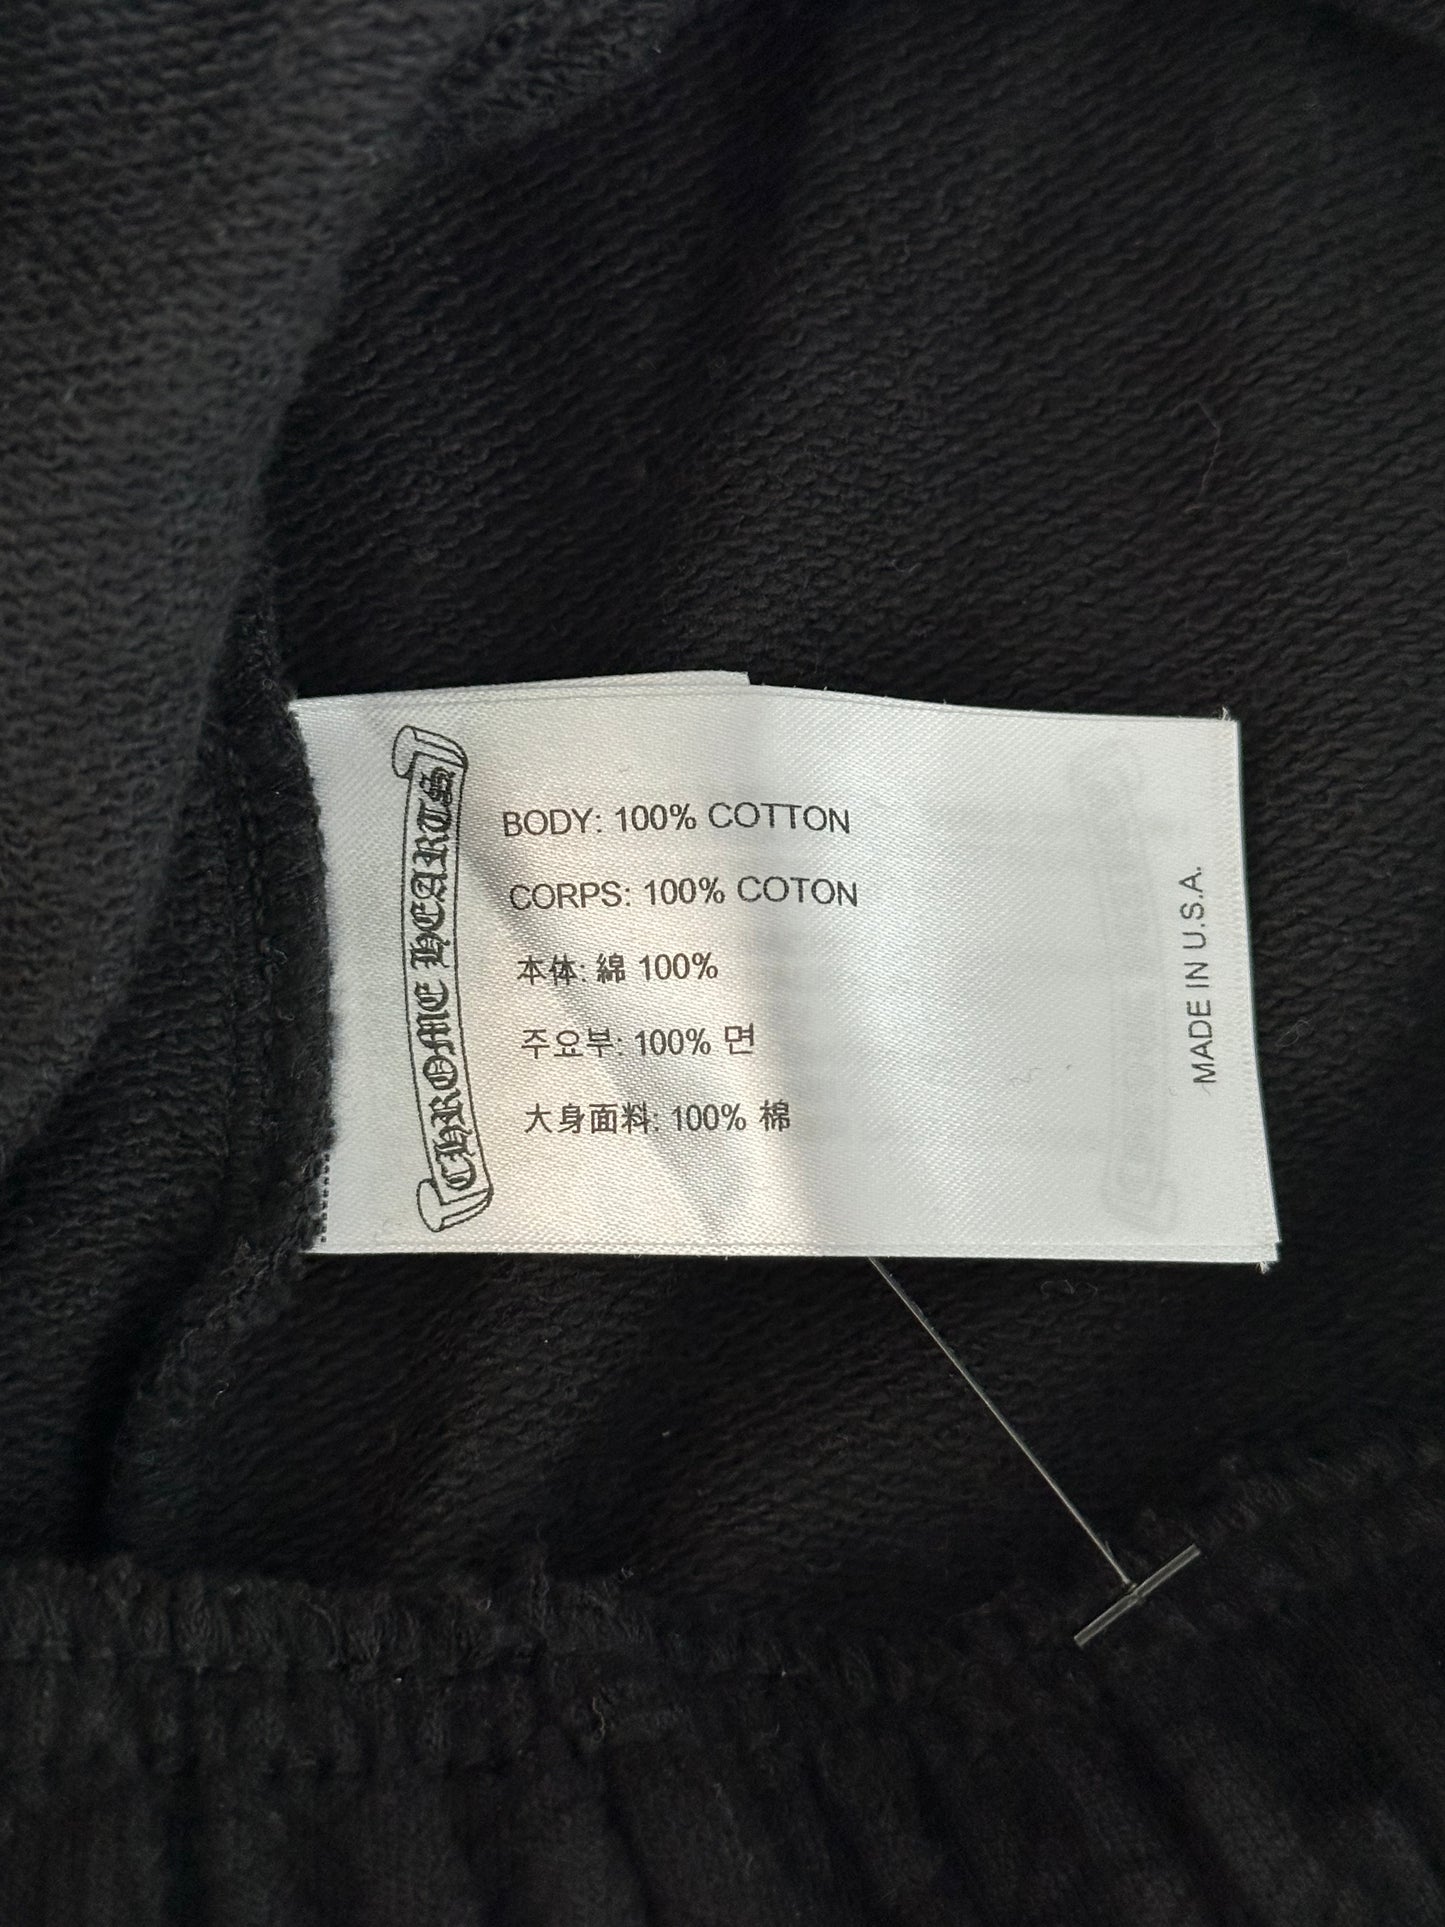 CHROME HEARTS
BODY: 100% COTTON
CORPS: 100% COTON
本体: 綿 100%
주요부: 100% 면
大身面料: 100% 棉
MADE IN U.S.A.